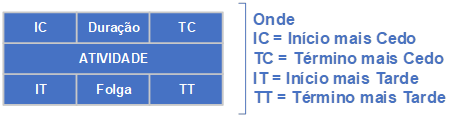 IC Duração TC
ATIVIDADE
IT Folga TT
Onde
IC = Início mais Cedo
TC = Término mais Cedo
IT = Início mais Tarde
TT = Término mais Tarde